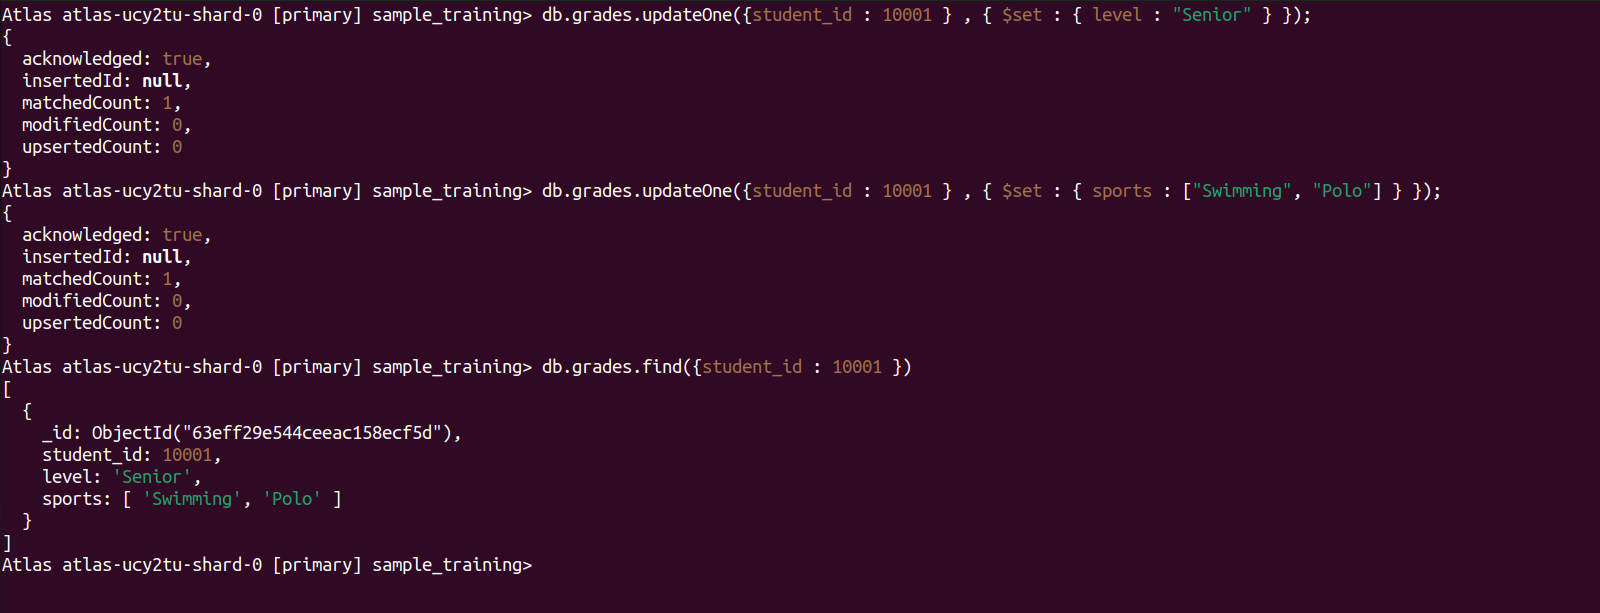 Atlas atlas-ucy2tu-shard-0 [primary] sample_training> db.grades.updateOne({student_id : 10001 } , { $set : { level : "Senior" } });
{
  acknowledged: true,
  insertedId: null,
  matchedCount: 1,
  modifiedCount: 0,
  upsertedCount: 0
}
Atlas atlas-ucy2tu-shard-0 [primary] sample_training> db.grades.updateOne({student_id : 10001 } , { $set : { sports : ["Swimming", "Polo"] } });
{
  acknowledged: true,
  insertedId: null,
  matchedCount: 1,
  modifiedCount: 0,
  upsertedCount: 0
}
Atlas atlas-ucy2tu-shard-0 [primary] sample_training> db.grades.find({student_id : 10001 })
[
  {
    _id: ObjectId("63eff29e544ceeac158ecf5d"),
    student_id: 10001,
    level: 'Senior',
    sports: [ 'Swimming', 'Polo' ]
  }
]
Atlas atlas-ucy2tu-shard-0 [primary] sample_training>